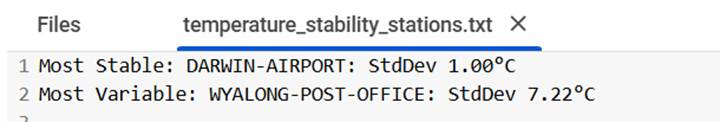 Files temperature_stability_stations.txt ×
1 Most Stable: DARWIN-AIRPORT: StdDev 1.00°C
2 Most Variable: WYALONG-POST-OFFICE: StdDev 7.22°C